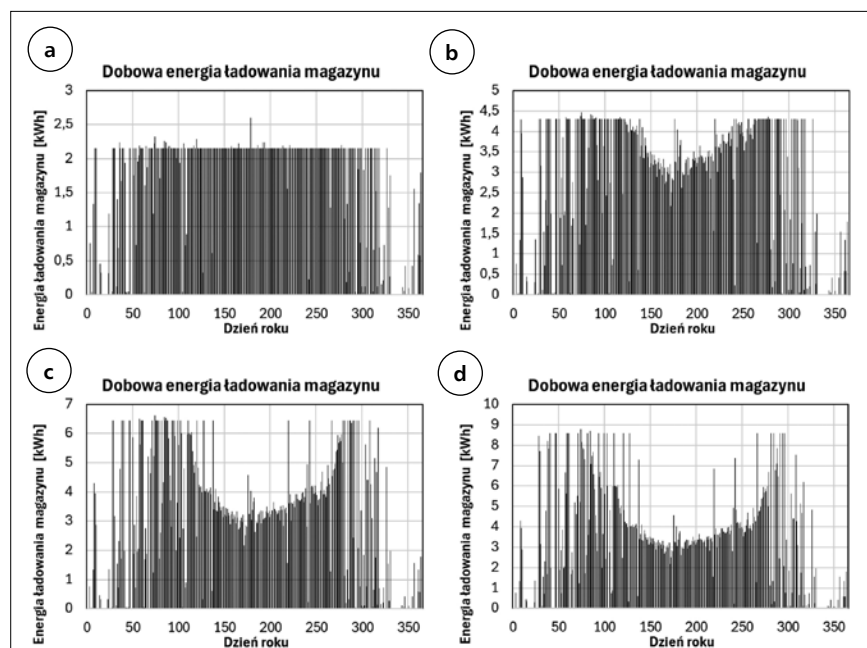 a
Dobowa energia ładowania magazynu
Energia ładowania magazynu [kWh]
3
2,5
2
1,5
1
0,5
0
0 50 100 150 200 250 300 350
Dzień roku
b
Dobowa energia ładowania magazynu
Energia ładowania magazynu [kWh]
5
4,5
4
3,5
3
2,5
2
1,5
1
0,5
0
0 50 100 150 200 250 300 350
Dzień roku
c
Dobowa energia ładowania magazynu
Energia ładowania magazynu [kWh]
7
6
5
4
3
2
1
0
0 50 100 150 200 250 300 350
Dzień roku
d
Dobowa energia ładowania magazynu
Energia ładowania magazynu [kWh]
10
9
8
7
6
5
4
3
2
1
0
0 50 100 150 200 250 300 350
Dzień roku